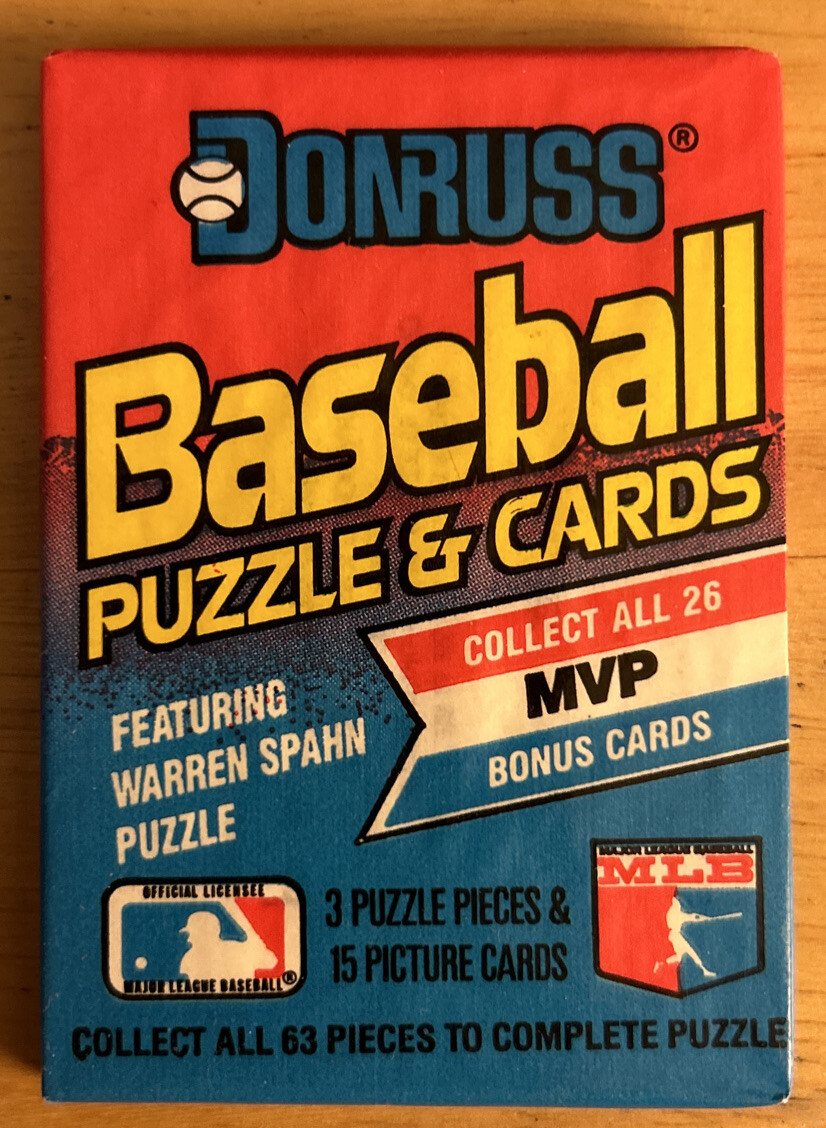 DONRUSS®
Baseball
PUZZLE & CARDS
COLLECT ALL 26
MVP
BONUS CARDS
FEATURING
WARREN SPAHN
PUZZLE
OFFICIAL LICENSEE
MAJOR LEAGUE BASEBALL®
3 PUZZLE PIECES &
15 PICTURE CARDS
MAJOR LEAGUE BASEBALL
MLB
COLLECT ALL 63 PIECES TO COMPLETE PUZZLE